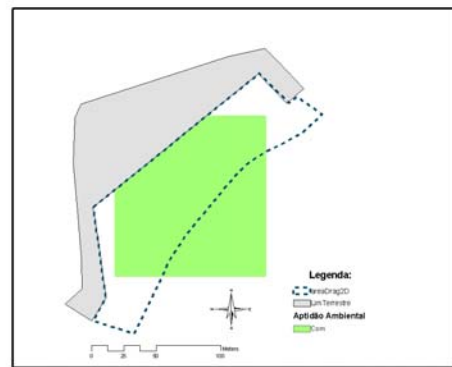 Legenda:
areaDrag2D
LimTerrestre
Aptidão Ambiental
Com
Meters
0 25 50 100